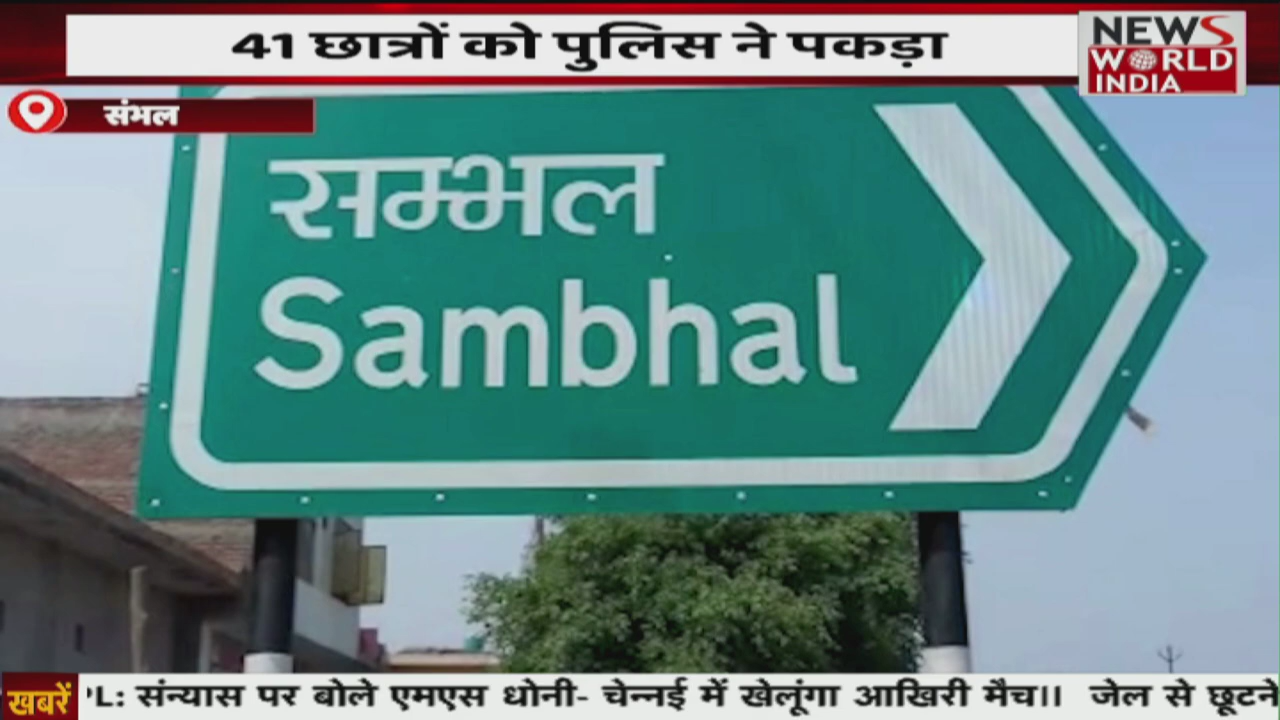 41 छात्रों को पुलिस ने पकड़ा
NEWS
WORLD
INDIA
संभल
सम्भल
Sambhal
खबरें
L: संन्यास पर बोले एमएस धोनी- चेन्नई में खेलूंगा आखिरी मैच।। जेल से छूटने